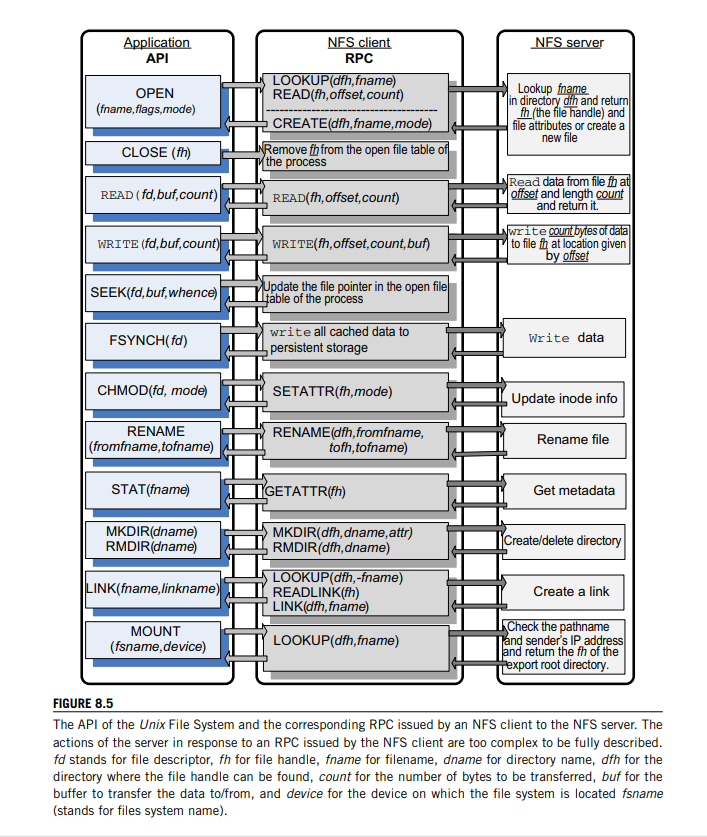 Application
API
NFS client
RPC
NFS server
OPEN
(fname,flags,mode)
LOOKUP(dfh,fname)
READ(fh,offset,count)
----------------------------------------
CREATE(dfh,fname,mode)
Lookup fname
in directory dfh and return
fh (the file handle) and
file attributes or create a
new file
CLOSE (fh)
Remove fh from the open file table of
the process
READ(fd,buf,count)
READ(fh,offset,count)
Read data from file fh at
offset and length count
and return it.
WRITE(fd,buf,count)
WRITE(fh,offset,count,buf)
Write count bytes of data
to file fh at location given
by offset
SEEK(fd,buf,whence)
Update the file pointer in the open file
table of the process
FSYNCH(fd)
write all cached data to
persistent storage
Write data
CHMOD(fd, mode)
SETATTR(fh,mode)
Update inode info
RENAME
(fromfname,tofname)
RENAME(dfh,fromfname,
tofh,tofname)
Rename file
STAT(fname)
GETATTR(fh)
Get metadata
MKDIR(dname)
RMDIR(dname)
MKDIR(dfh,dname,attr)
RMDIR(dfh,dname)
Create/delete directory
LINK(fname,linkname)
LOOKUP(dfh,-fname)
READLINK(fh)
LINK(dfh,fname)
Create a link
MOUNT
(fsname,device)
LOOKUP(dfh,fname)
Check the pathname
and sender's IP address
and return the fh of the
export root directory.
FIGURE 8.5
The API of the Unix File System and the corresponding RPC issued by an NFS client to the NFS server. The
actions of the server in response to an RPC issued by the NFS client are too complex to be fully described.
fd stands for file descriptor, fh for file handle, fname for filename, dname for directory name, dfh for the
directory where the file handle can be found, count for the number of bytes to be transferred, buf for the
buffer to transfer the data to/from, and device for the device on which the file system is located fsname
(stands for files system name).